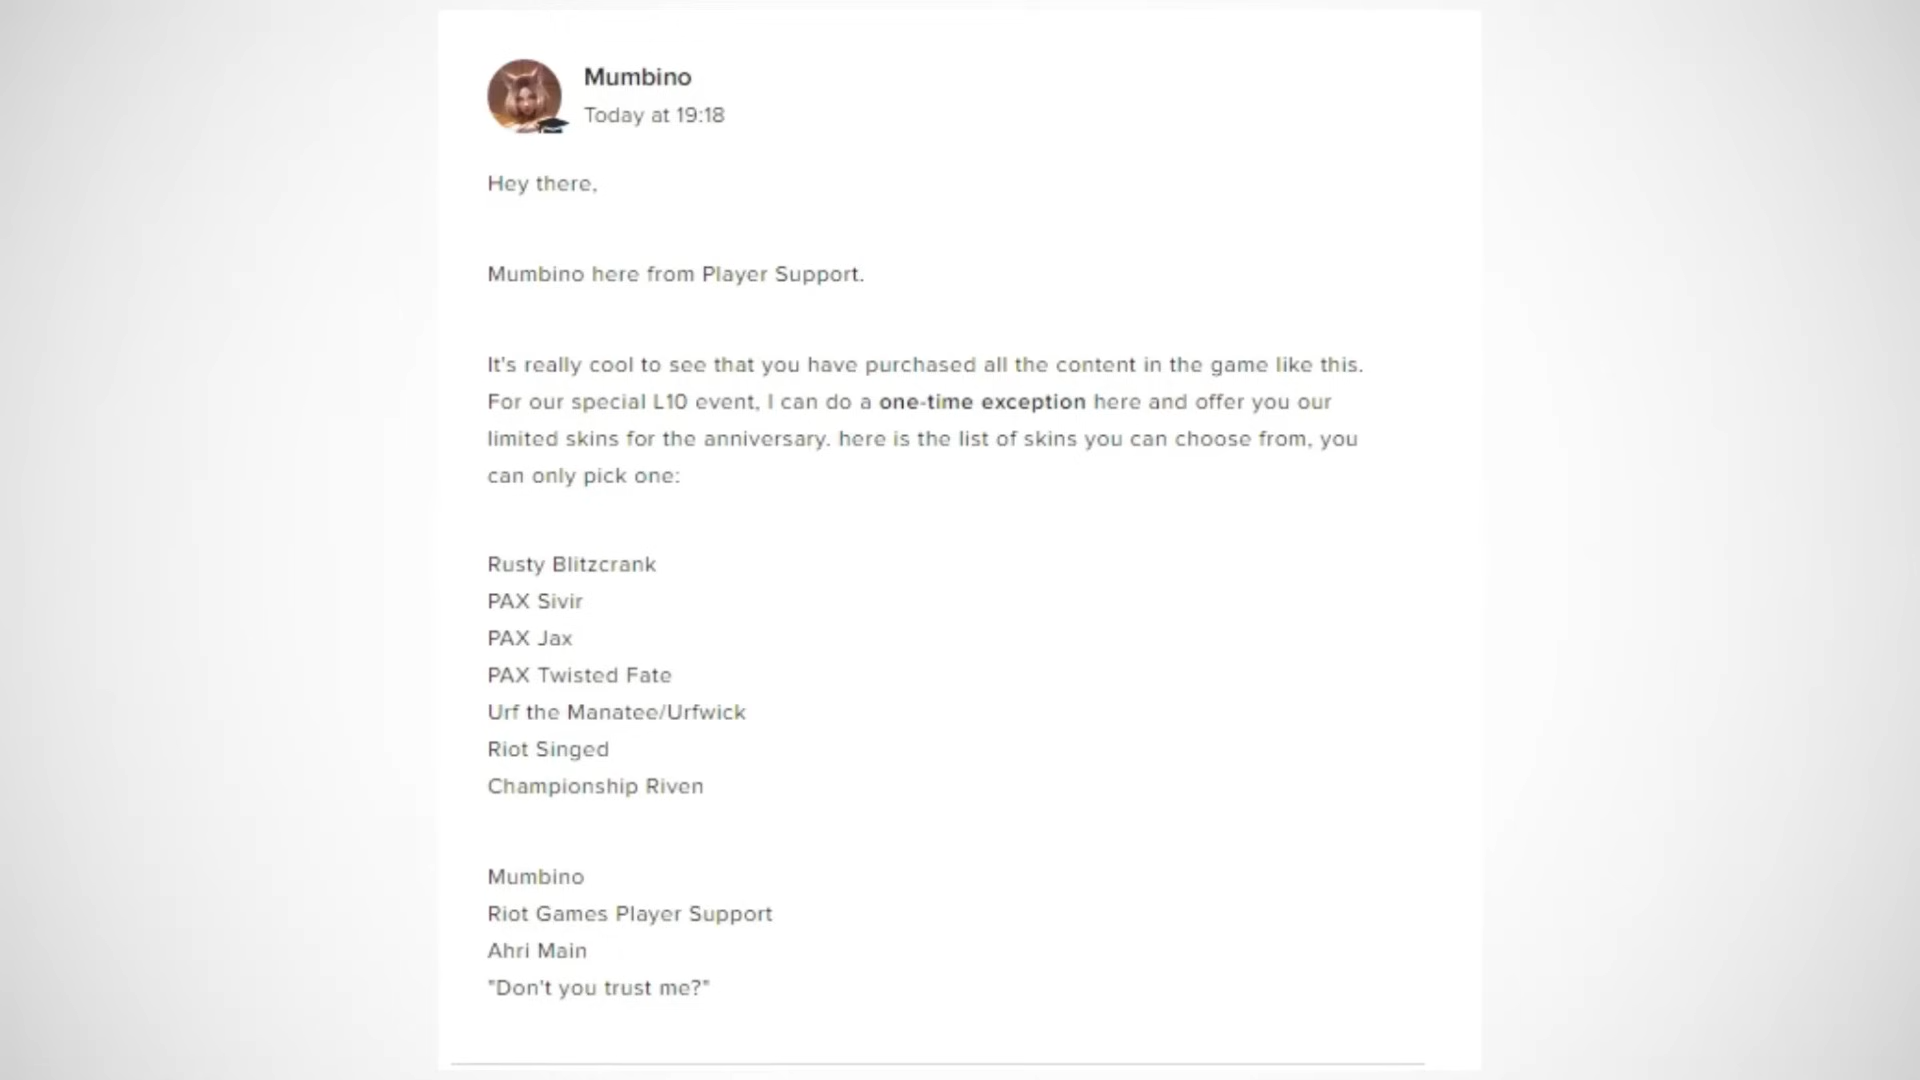 Mumbino
Today at 19:18
Hey there,
Mumbino here from Player Support.
It's really cool to see that you have purchased all the content in the game like this.
For our special L10 event, I can do a one-time exception here and offer you our
limited skins for the anniversary. here is the list of skins you can choose from, you
can only pick one:
Rusty Blitzcrank
PAX Sivir
PAX Jax
PAX Twisted Fate
Urf the Manatee/Urfwick
Riot Singed
Championship Riven
Mumbino
Riot Games Player Support
Ahri Main
"Don't you trust me?"